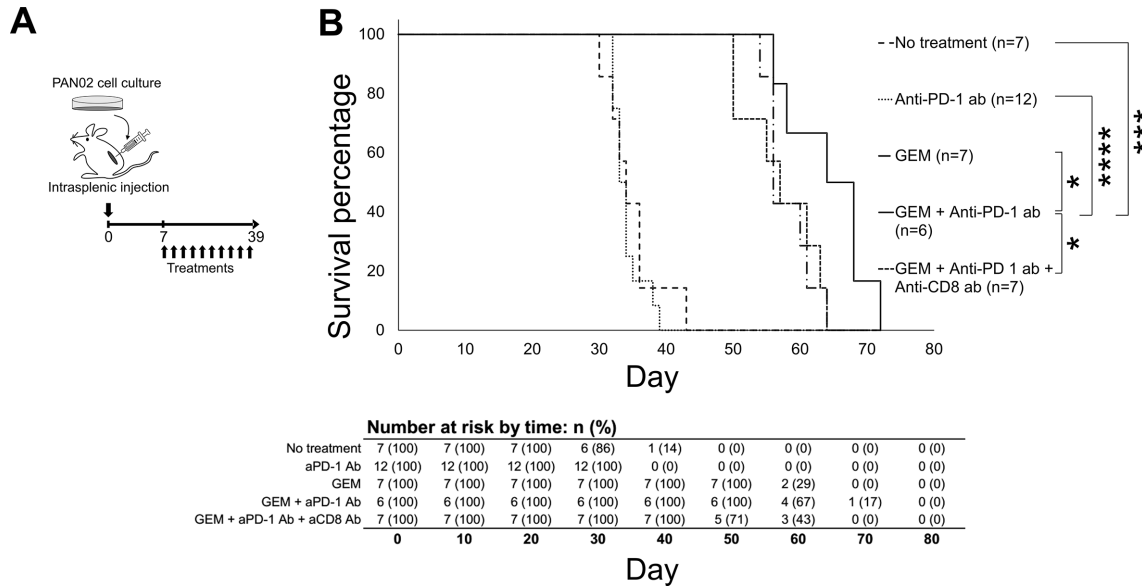 A
PAN02 cell culture
Intrasplenic injection
0 7 39
Treatments
B
Survival percentage
100
80
60
40
20
0
0 10 20 30 40 50 60 70 80
Day
No treatment (n=7)
Anti-PD-1 ab (n=12)
GEM (n=7)
GEM + Anti-PD-1 ab
(n=6)
GEM + Anti-PD 1 ab +
Anti-CD8 ab (n=7)
*
*
****
***
Number at risk by time: n (%)
No treatment 7 (100) 7 (100) 7 (100) 6 (86) 1 (14) 0 (0) 0 (0) 0 (0) 0 (0)
aPD-1 Ab 12 (100) 12 (100) 12 (100) 12 (100) 0 (0) 0 (0) 0 (0) 0 (0) 0 (0)
GEM 7 (100) 7 (100) 7 (100) 7 (100) 7 (100) 7 (100) 2 (29) 0 (0) 0 (0)
GEM + aPD-1 Ab 6 (100) 6 (100) 6 (100) 6 (100) 6 (100) 6 (100) 4 (67) 1 (17) 0 (0)
GEM + aPD-1 Ab + aCD8 Ab 7 (100) 7 (100) 7 (100) 7 (100) 7 (100) 5 (71) 3 (43) 0 (0) 0 (0)
0 10 20 30 40 50 60 70 80
Day